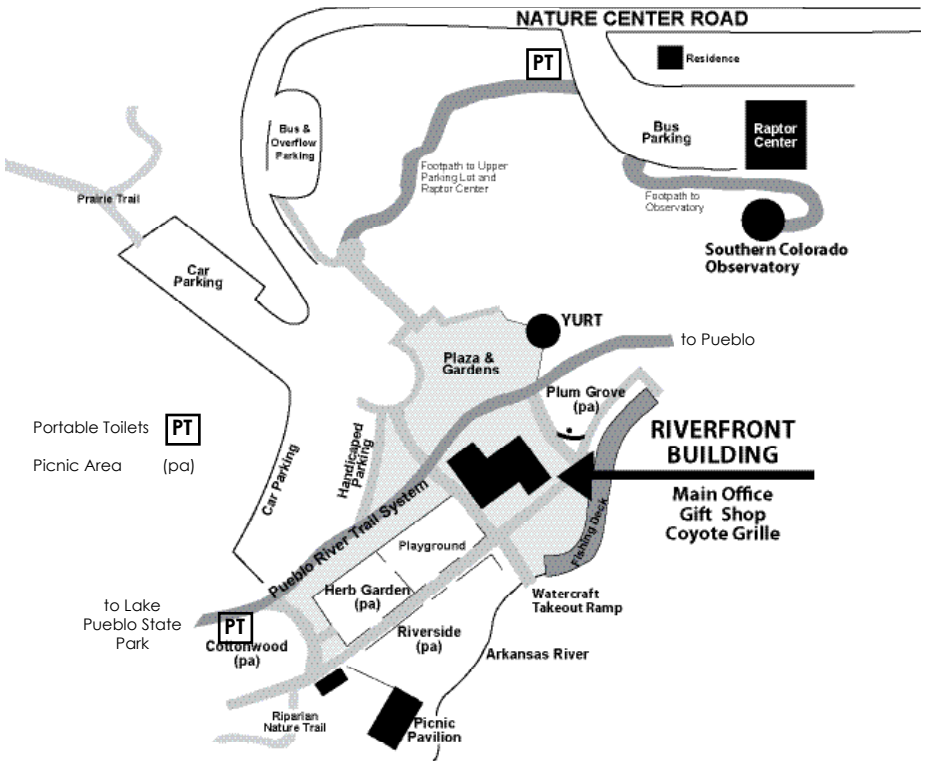 NATURE CENTER ROAD
PT
Residence
Bus &
Overflow
Parking
Bus
Parking
Raptor
Center
Footpath to Upper
Parking Lot and
Raptor Center
Prairie Trail
Footpath to
Observatory
Southern Colorado
Observatory
Car
Parking
YURT
to Pueblo
Plaza &
Gardens
Plum Grove
(pa)
Portable Toilets
PT
Picnic Area
(pa)
Handicaped
Parking
Car Parking
RIVERFRONT
BUILDING
Main Office
Gift Shop
Coyote Grille
Pueblo River Trail System
Fishing Deck
Playground
Herb Garden
(pa)
Watercraft
Takeout Ramp
to Lake
Pueblo State
Park
PT
Cottonwood
(pa)
Riverside
(pa)
Arkansas River
Riparian
Nature Trail
Picnic
Pavilion